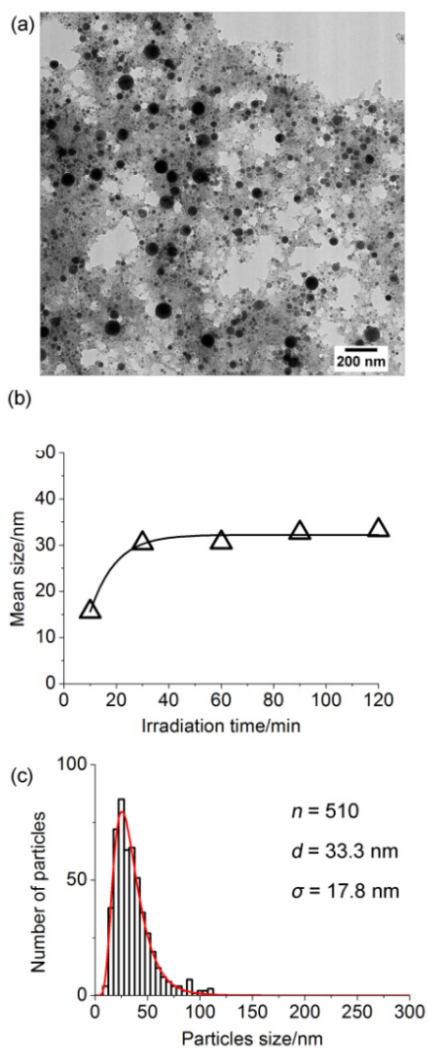 (a)
200 nm
(b)
50
40
30
20
10
0
0 20 40 60 80 100 120
Mean size/nm
Irradiation time/min
(c)
100
50
0
0 50 100 150 200 250 300
Number of particles
n = 510
d = 33.3 nm
σ = 17.8 nm
Particles size/nm